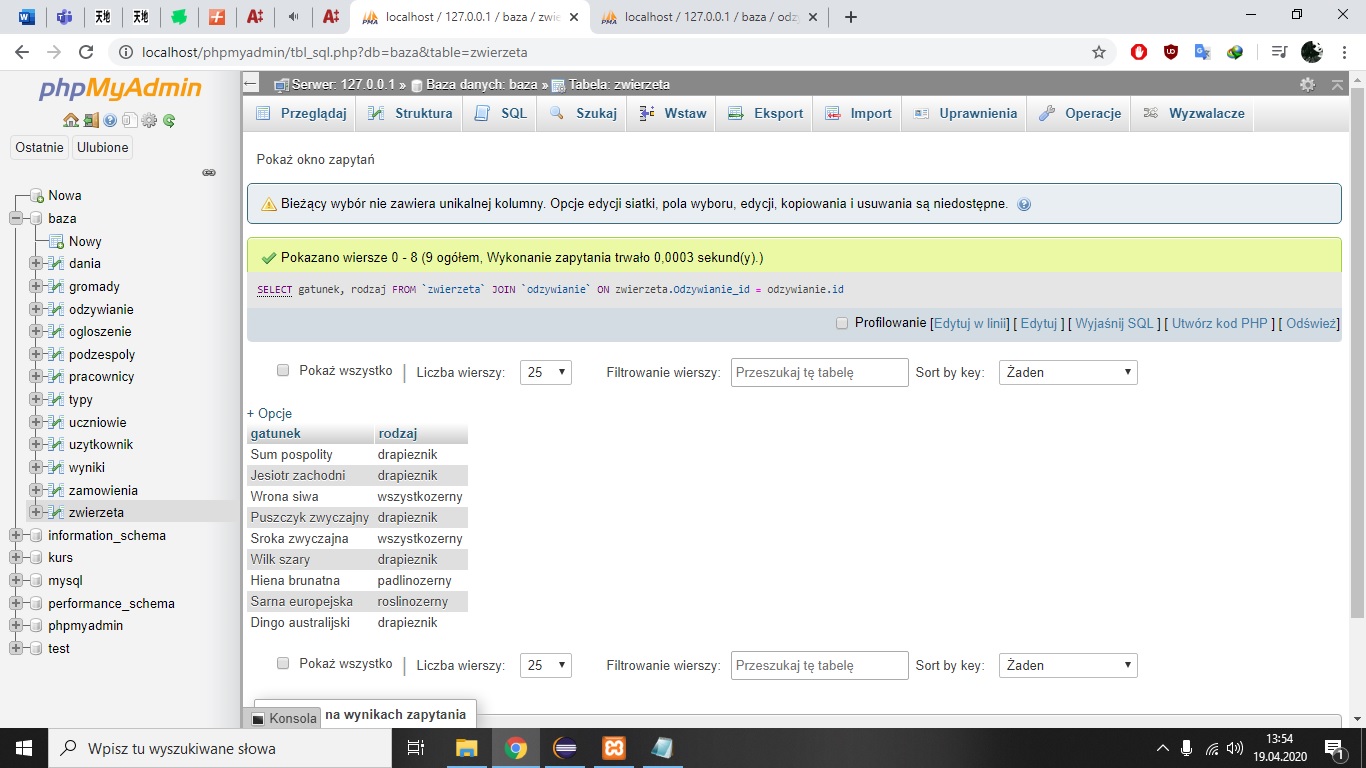 localhost / 127.0.0.1 / baza / zwie
localhost / 127.0.0.1 / baza / odz
localhost/phpmyadmin/tbl_sql.php?db=baza&table=zwierzeta
phpMyAdmin
Ostatnie
Ulubione
Nowa
baza
Nowy
dania
gromady
odzywianie
ogloszenie
podzespoly
pracownicy
typy
uczniowie
uzytkownik
wyniki
zamowienia
zwierzeta
information_schema
kurs
mysql
performance_schema
phpmyadmin
test
Serwer: 127.0.0.1 » Baza danych: baza » Tabela: zwierzeta
Przeglądaj
Struktura
SQL
Szukaj
Wstaw
Eksport
Import
Uprawnienia
Operacje
Wyzwalacze
Pokaż okno zapytań
Bieżący wybór nie zawiera unikalnej kolumny. Opcje edycji siatki, pola wyboru, edycji, kopiowania i usuwania są niedostępne.
Pokazano wiersze 0 - 8 (9 ogółem, Wykonanie zapytania trwało 0,0003 sekund(y).)
SELECT gatunek, rodzaj FROM `zwierzeta` JOIN `odzywianie` ON zwierzeta.Odzywianie_id = odzywianie.id
Profilowanie [Edytuj w linii] [ Edytuj ] [ Wyjaśnij SQL ] [ Utwórz kod PHP ] [ Odśwież]
Pokaż wszystko | Liczba wierszy: 25 Filtrowanie wierszy: Przeszukaj tę tabelę Sort by key: Żaden
+ Opcje
gatunek rodzaj
Sum pospolity drapieznik
Jesiotr zachodni drapieznik
Wrona siwa wszystkozerny
Puszczyk zwyczajny drapieznik
Sroka zwyczajna wszystkozerny
Wilk szary drapieznik
Hiena brunatna padlinozerny
Sarna europejska roslinozerny
Dingo australijski drapieznik
Pokaż wszystko | Liczba wierszy: 25 Filtrowanie wierszy: Przeszukaj tę tabelę Sort by key: Żaden
Konsola
na wynikach zapytania
Wpisz tu wyszukiwane słowa
13:54
19.04.2020